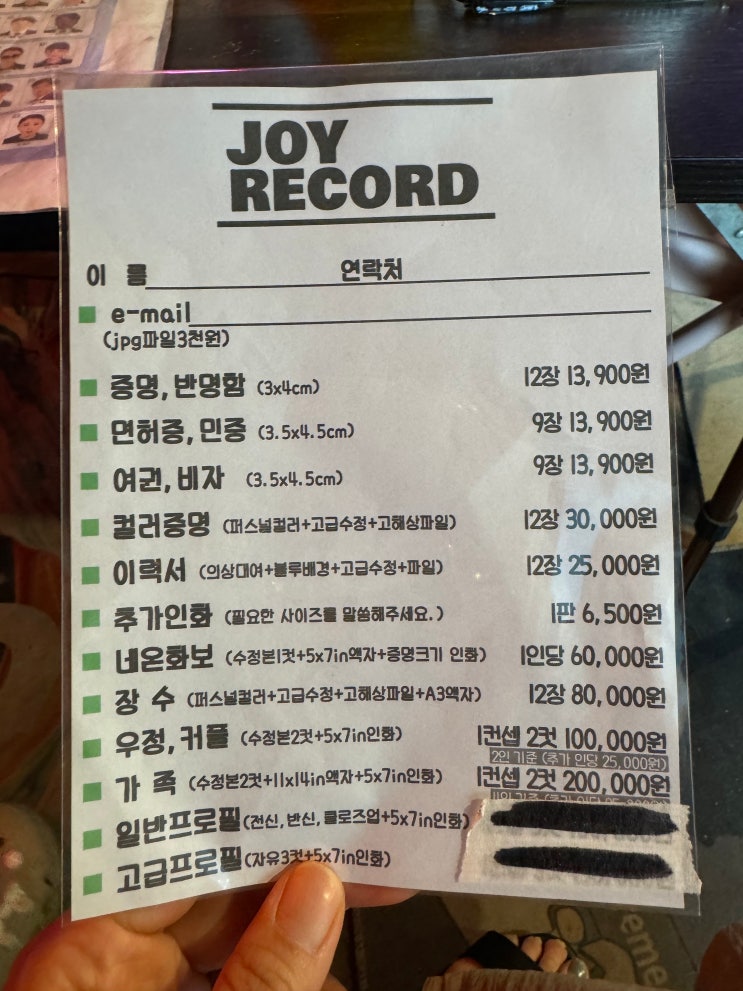 JOY
RECORD
이 름 연락처
e-mail
(jpg파일3천원)
증명, 반명함 (3x4cm) 12장 13,900원
면허증, 민증 (3.5x4.5cm) 9장 13,900원
여권, 비자 (3.5x4.5cm) 9장 13,900원
컬러증명 (퍼스널컬러+고급수정+고해상파일) 12장 30,000원
이력서 (의상대여+블루배경+고급수정+파일) 12장 25,000원
추가인화 (필요한 사이즈를 말씀해주세요.) 1판 6,500원
네온화보 (수정본1컷+5x7in액자+증명크기 인화) 1인당 60,000원
장 수 (퍼스널컬러+고급수정+고해상파일+A3액자) 12장 80,000원
우정, 커플 (수정본2컷+5x7in인화) 1컨셉 2컷 100,000원
2인 기준 (추가 인당 25,000원)
가 족 (수정본2컷+11x14in액자+5x7in인화) 1컨셉 2컷 200,000원
일반프로필(전신, 반신, 클로즈업+5x7in인화)
고급프로필(자유3컷+5x7in인화)
eme